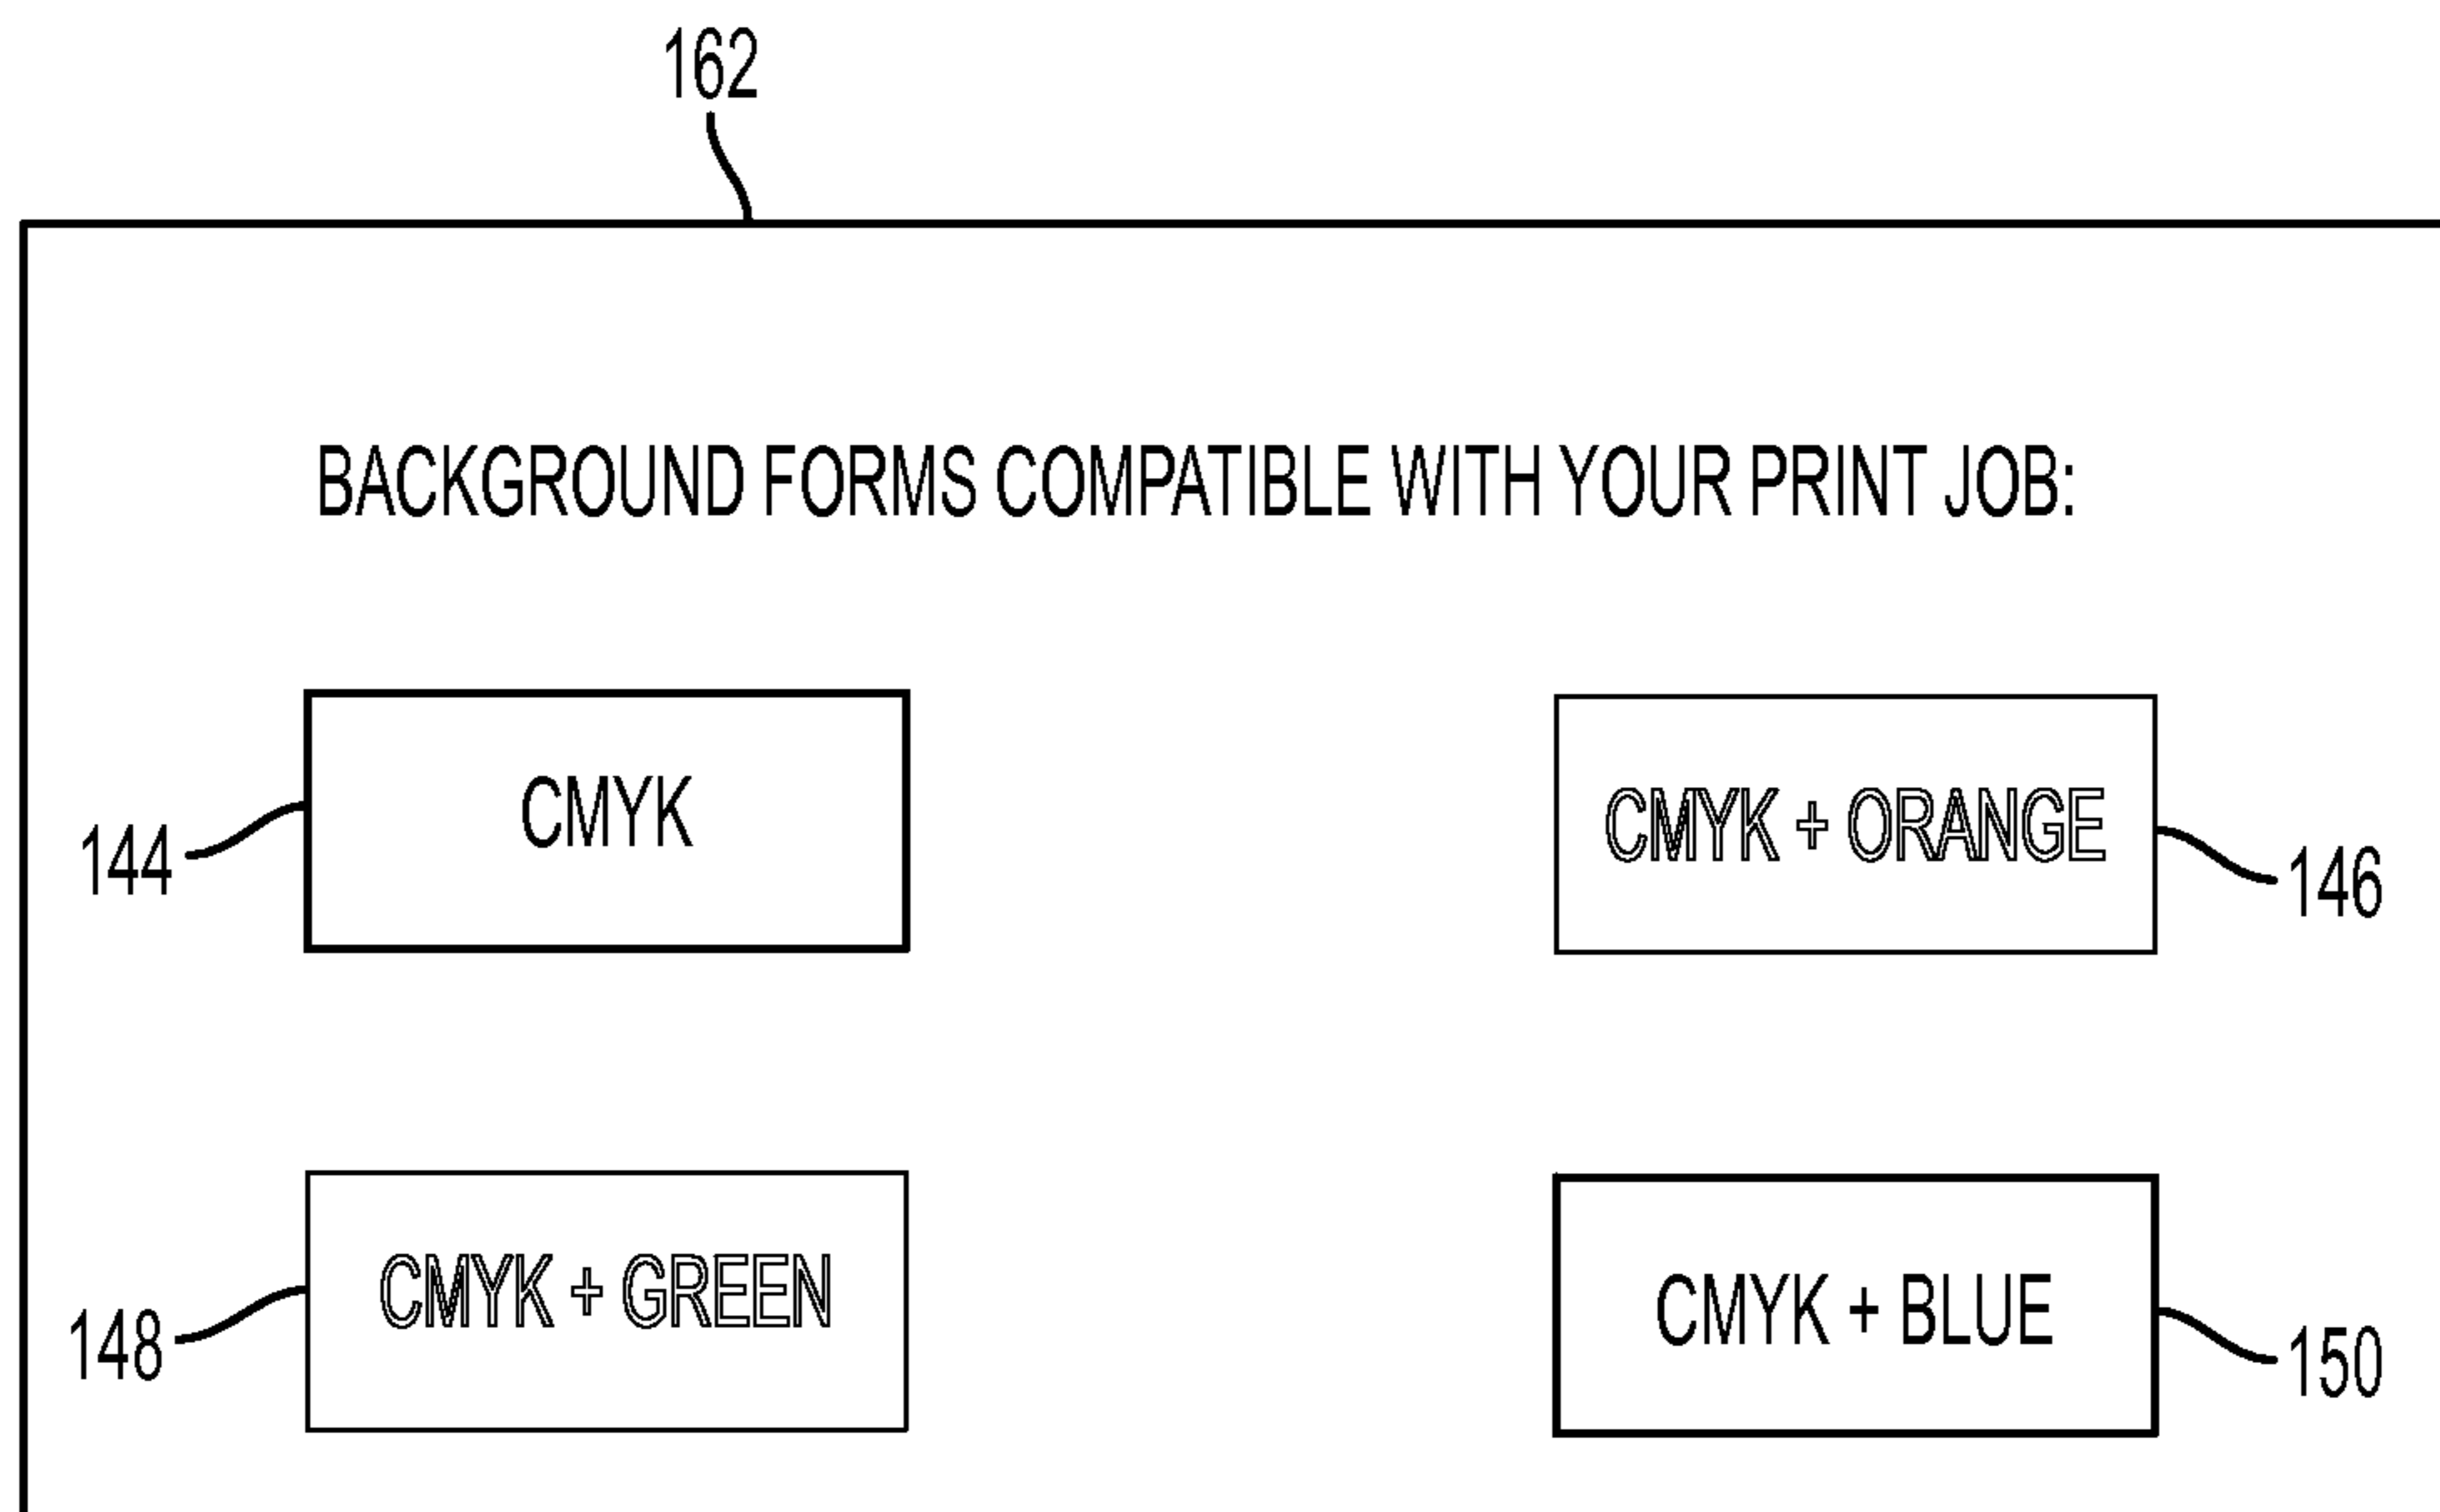 162
BACKGROUND FORMS COMPATIBLE WITH YOUR PRINT JOB:
CMYK
144
CMYK + ORANGE
146
CMYK + GREEN
148
CMYK + BLUE
150